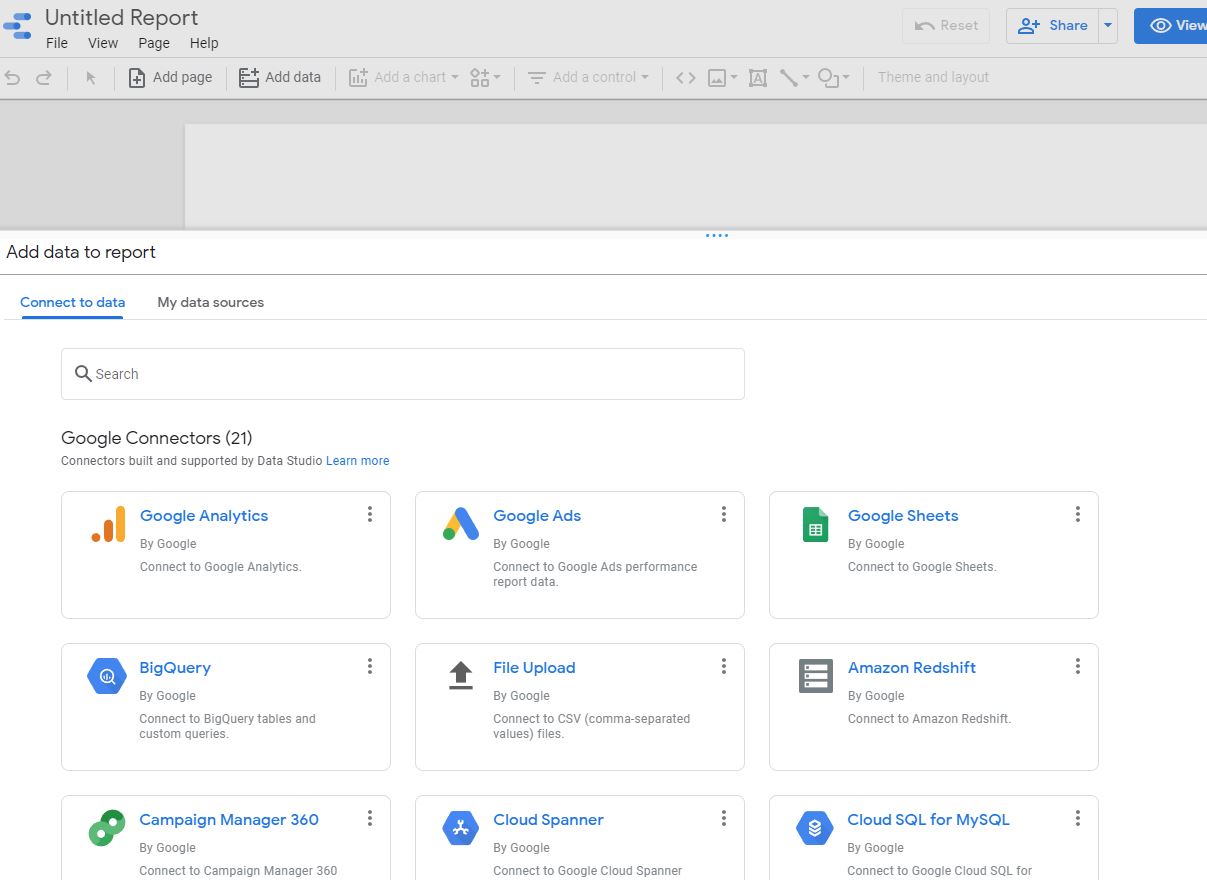 Untitled Report
File View Page Help
Reset Share View
Add page Add data Add a chart Add a control Theme and layout
Add data to report
Connect to data My data sources
Search
Google Connectors (21)
Connectors built and supported by Data Studio Learn more
Google Analytics
By Google
Connect to Google Analytics.
Google Ads
By Google
Connect to Google Ads performance
report data.
Google Sheets
By Google
Connect to Google Sheets.
BigQuery
By Google
Connect to BigQuery tables and
custom queries.
File Upload
By Google
Connect to CSV (comma-separated
values) files.
Amazon Redshift
By Google
Connect to Amazon Redshift.
Campaign Manager 360
By Google
Connect to Campaign Manager 360
Cloud Spanner
By Google
Connect to Google Cloud Spanner
Cloud SQL for MySQL
By Google
Connect to Google Cloud SQL for